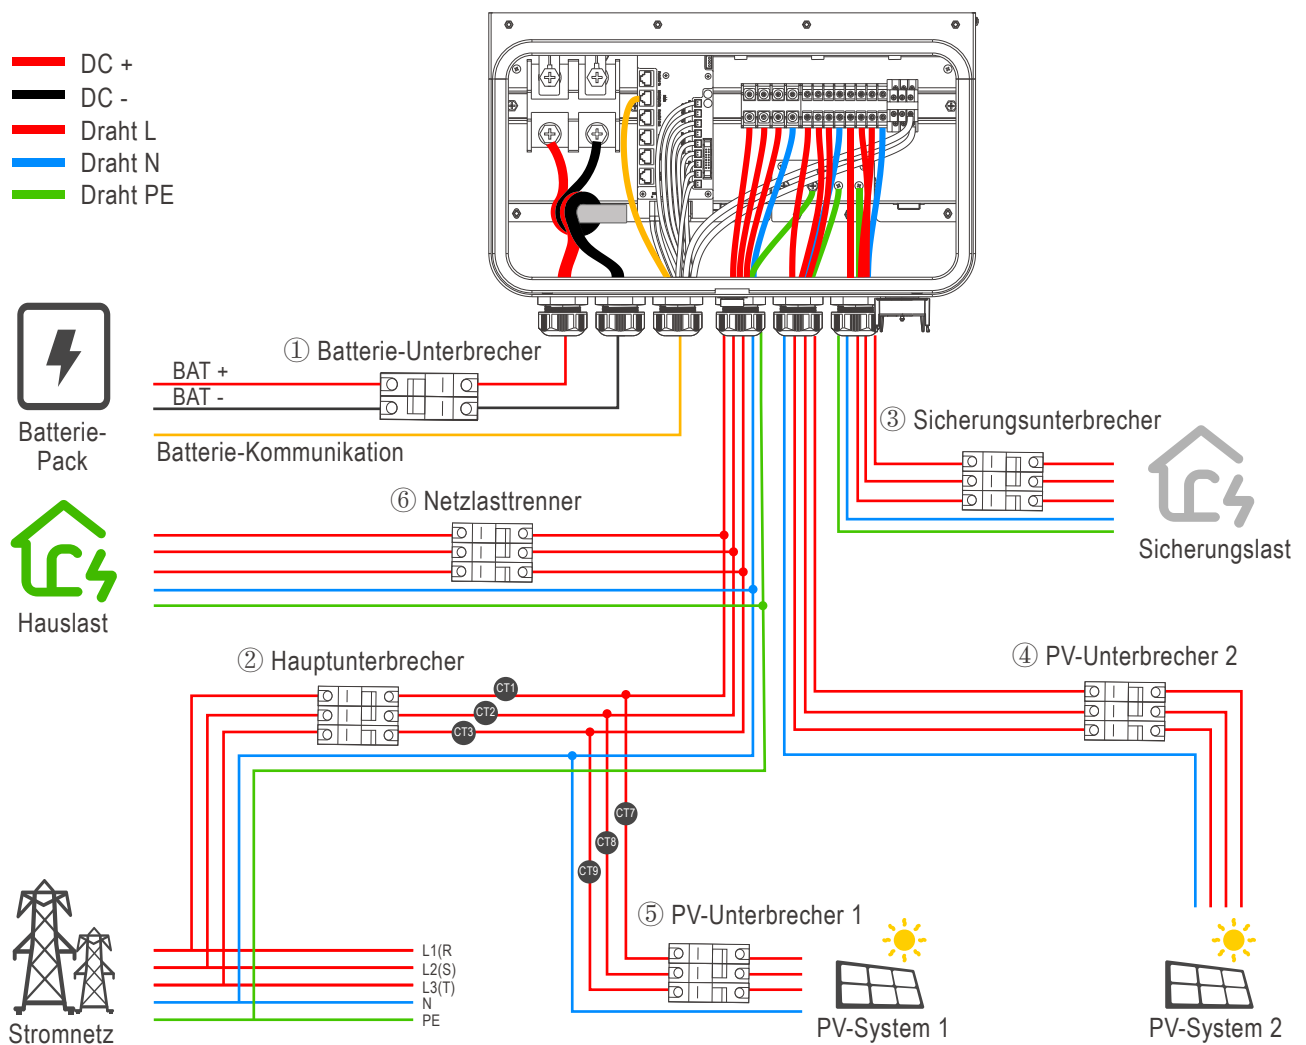 DC +
DC -
Draht L
Draht N
Draht PE
① Batterie-Unterbrecher
BAT +
BAT -
Batterie-
Pack
Batterie-Kommunikation
③ Sicherungsunterbrecher
Sicherungslast
⑥ Netzlasttrenner
Hauslast
② Hauptunterbrecher
CT1
CT2
CT3
④ PV-Unterbrecher 2
CT7
CT8
CT9
⑤ PV-Unterbrecher 1
L1(R
L2(S)
L3(T)
N
PE
Stromnetz
PV-System 1
PV-System 2